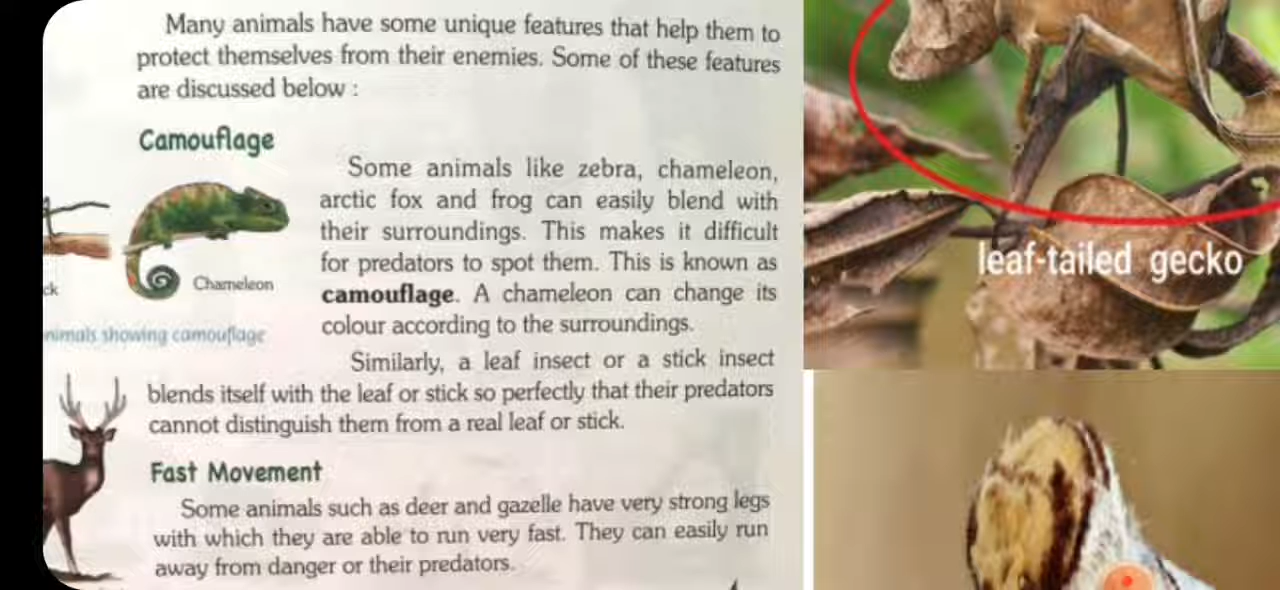 Many animals have some unique features that help them to
protect themselves from their enemies. Some of these features
are discussed below :
Camouflage
Some animals like zebra, chameleon,
arctic fox and frog can easily blend with
their surroundings. This makes it difficult
for predators to spot them. This is known as
camouflage. A chameleon can change its
colour according to the surroundings.
ck
Chameleon
nimals showing camouflage
Similarly, a leaf insect or a stick insect
blends itself with the leaf or stick so perfectly that their predators
cannot distinguish them from a real leaf or stick.
Fast Movement
Some animals such as deer and gazelle have very strong legs
with which they are able to run very fast. They can easily run
away from danger or their predators.
leaf-tailed gecko